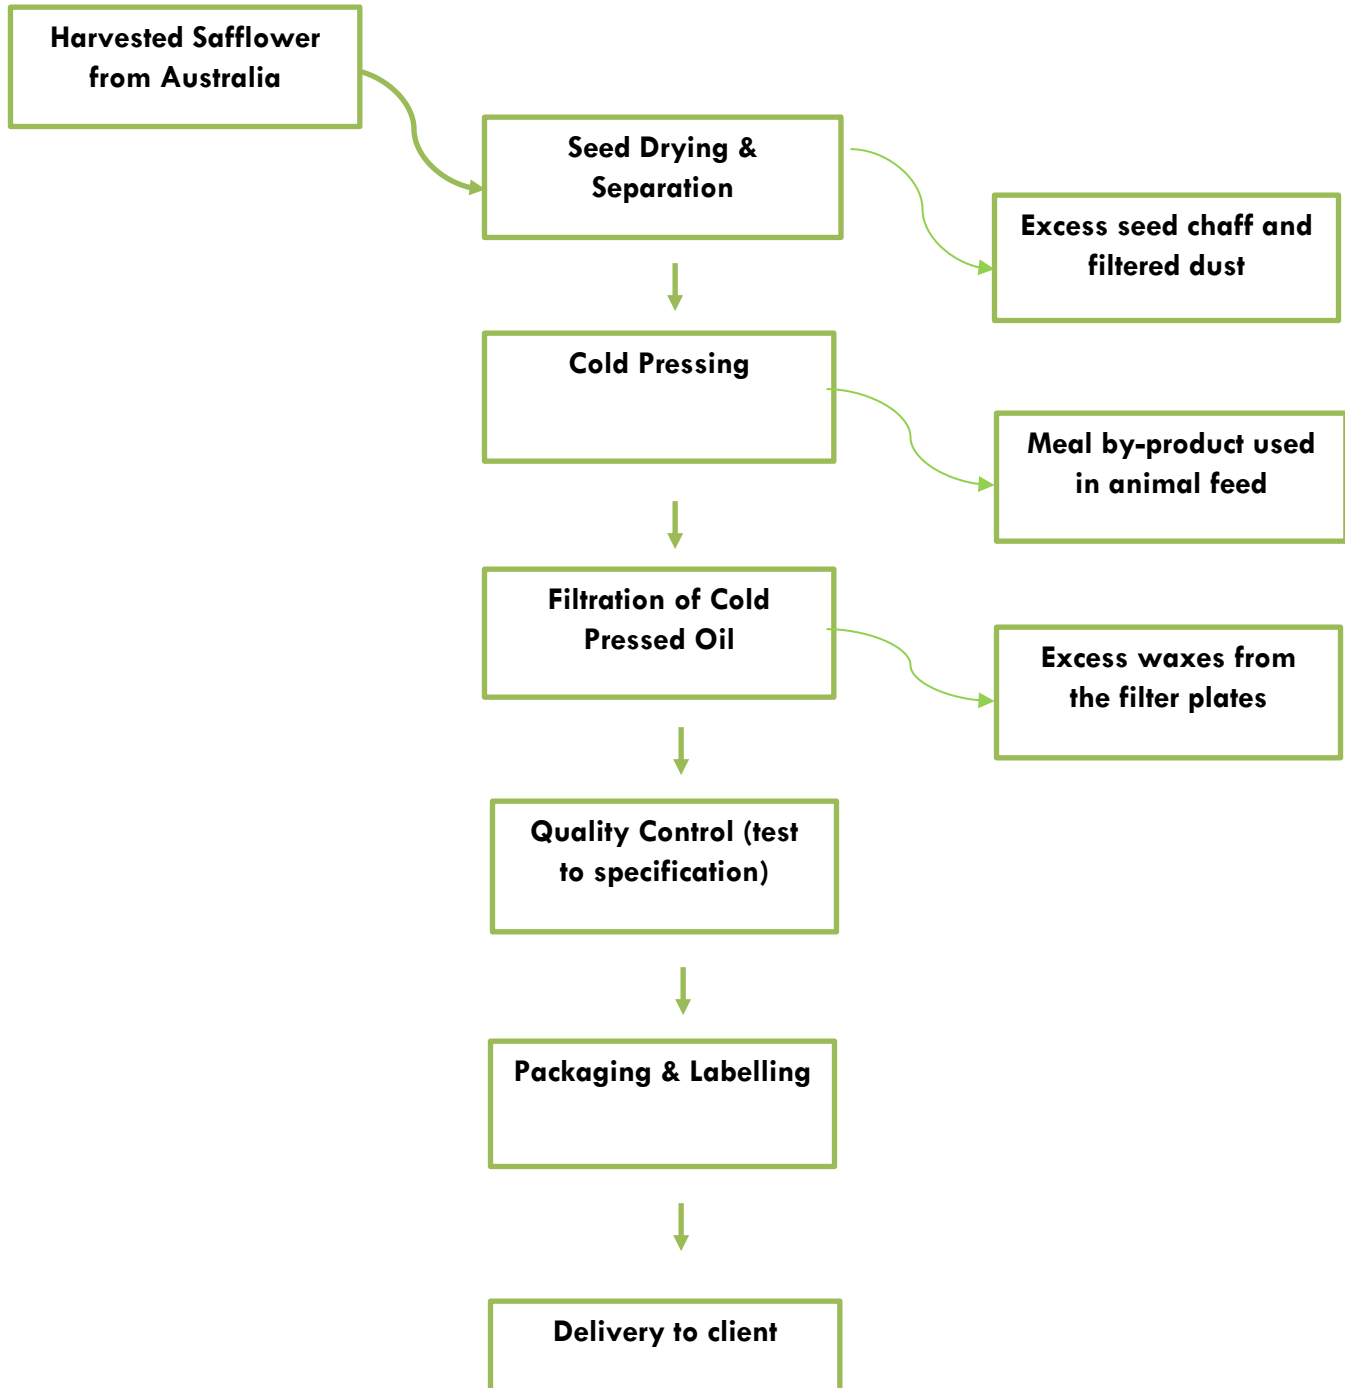 Harvested Safflower
from Australia
Seed Drying &
Separation
Excess seed chaff and
filtered dust
Cold Pressing
Meal by-product used
in animal feed
Filtration of Cold
Pressed Oil
Excess waxes from
the filter plates
Quality Control (test
to specification)
Packaging & Labelling
Delivery to client